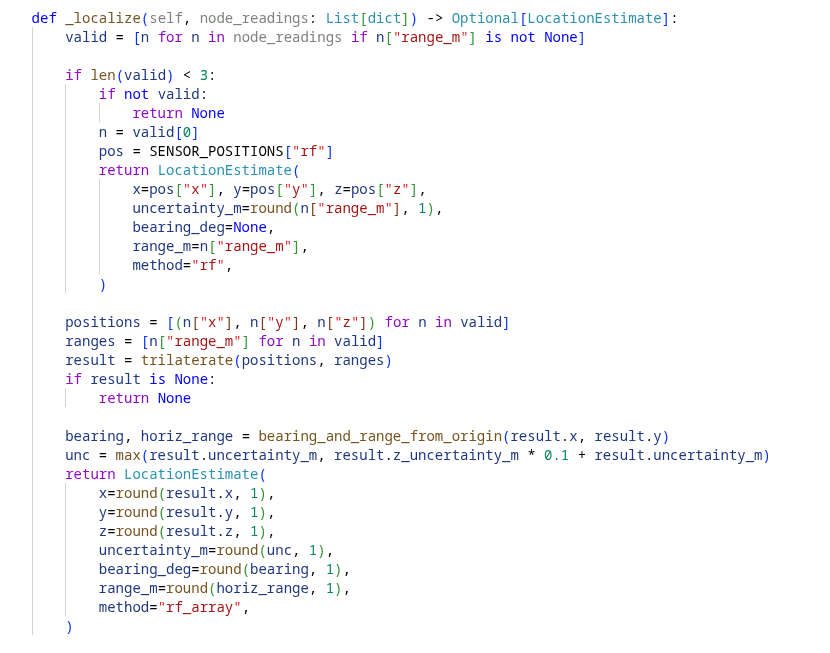 def _localize(self, node_readings: List[dict]) -> Optional[LocationEstimate]:
    valid = [n for n in node_readings if n["range_m"] is not None]

    if len(valid) < 3:
        if not valid:
            return None
        n = valid[0]
        pos = SENSOR_POSITIONS["rf"]
        return LocationEstimate(
            x=pos["x"], y=pos["y"], z=pos["z"],
            uncertainty_m=round(n["range_m"], 1),
            bearing_deg=None,
            range_m=n["range_m"],
            method="rf",
        )

    positions = [(n["x"], n["y"], n["z"]) for n in valid]
    ranges = [n["range_m"] for n in valid]
    result = trilaterate(positions, ranges)
    if result is None:
        return None

    bearing, horiz_range = bearing_and_range_from_origin(result.x, result.y)
    unc = max(result.uncertainty_m, result.z_uncertainty_m * 0.1 + result.uncertainty_m)
    return LocationEstimate(
        x=round(result.x, 1),
        y=round(result.y, 1),
        z=round(result.z, 1),
        uncertainty_m=round(unc, 1),
        bearing_deg=round(bearing, 1),
        range_m=round(horiz_range, 1),
        method="rf_array",
    )